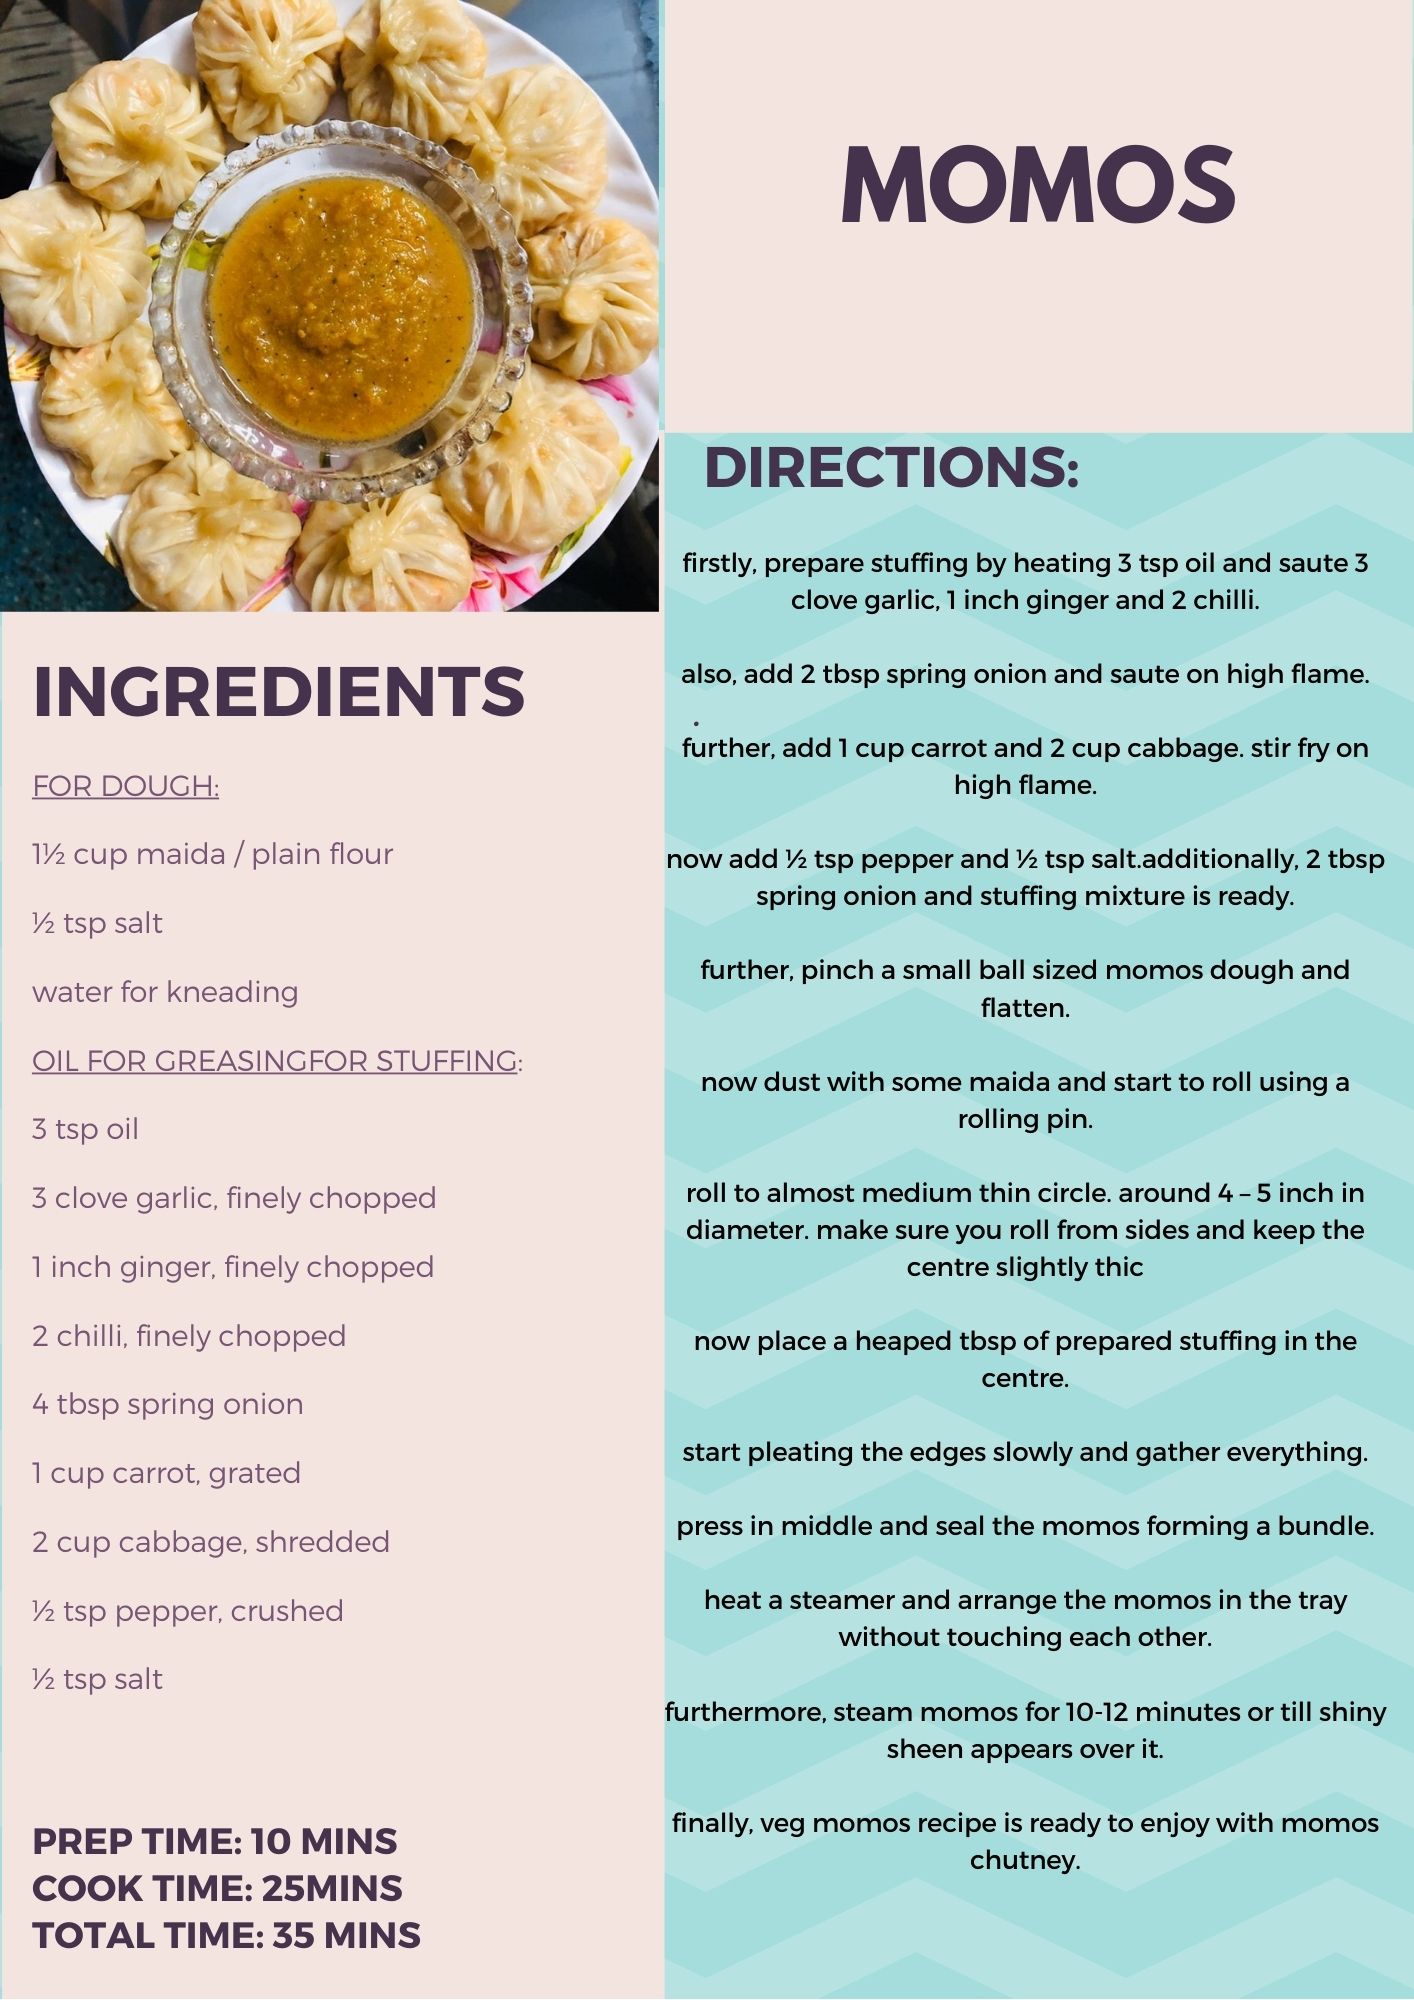 MOMOS
INGREDIENTS
FOR DOUGH:
1½ cup maida / plain flour
½ tsp salt
water for kneading
OIL FOR GREASINGFOR STUFFING:
3 tsp oil
3 clove garlic, finely chopped
1 inch ginger, finely chopped
2 chilli, finely chopped
4 tbsp spring onion
1 cup carrot, grated
2 cup cabbage, shredded
½ tsp pepper, crushed
½ tsp salt
PREP TIME: 10 MINS
COOK TIME: 25MINS
TOTAL TIME: 35 MINS
DIRECTIONS:
firstly, prepare stuffing by heating 3 tsp oil and saute 3
clove garlic, 1 inch ginger and 2 chilli.
also, add 2 tbsp spring onion and saute on high flame.
.
further, add 1 cup carrot and 2 cup cabbage. stir fry on
high flame.
now add ½ tsp pepper and ½ tsp salt.additionally, 2 tbsp
spring onion and stuffing mixture is ready.
further, pinch a small ball sized momos dough and
flatten.
now dust with some maida and start to roll using a
rolling pin.
roll to almost medium thin circle. around 4 – 5 inch in
diameter. make sure you roll from sides and keep the
centre slightly thic
now place a heaped tbsp of prepared stuffing in the
centre.
start pleating the edges slowly and gather everything.
press in middle and seal the momos forming a bundle.
heat a steamer and arrange the momos in the tray
without touching each other.
furthermore, steam momos for 10-12 minutes or till shiny
sheen appears over it.
finally, veg momos recipe is ready to enjoy with momos
chutney.